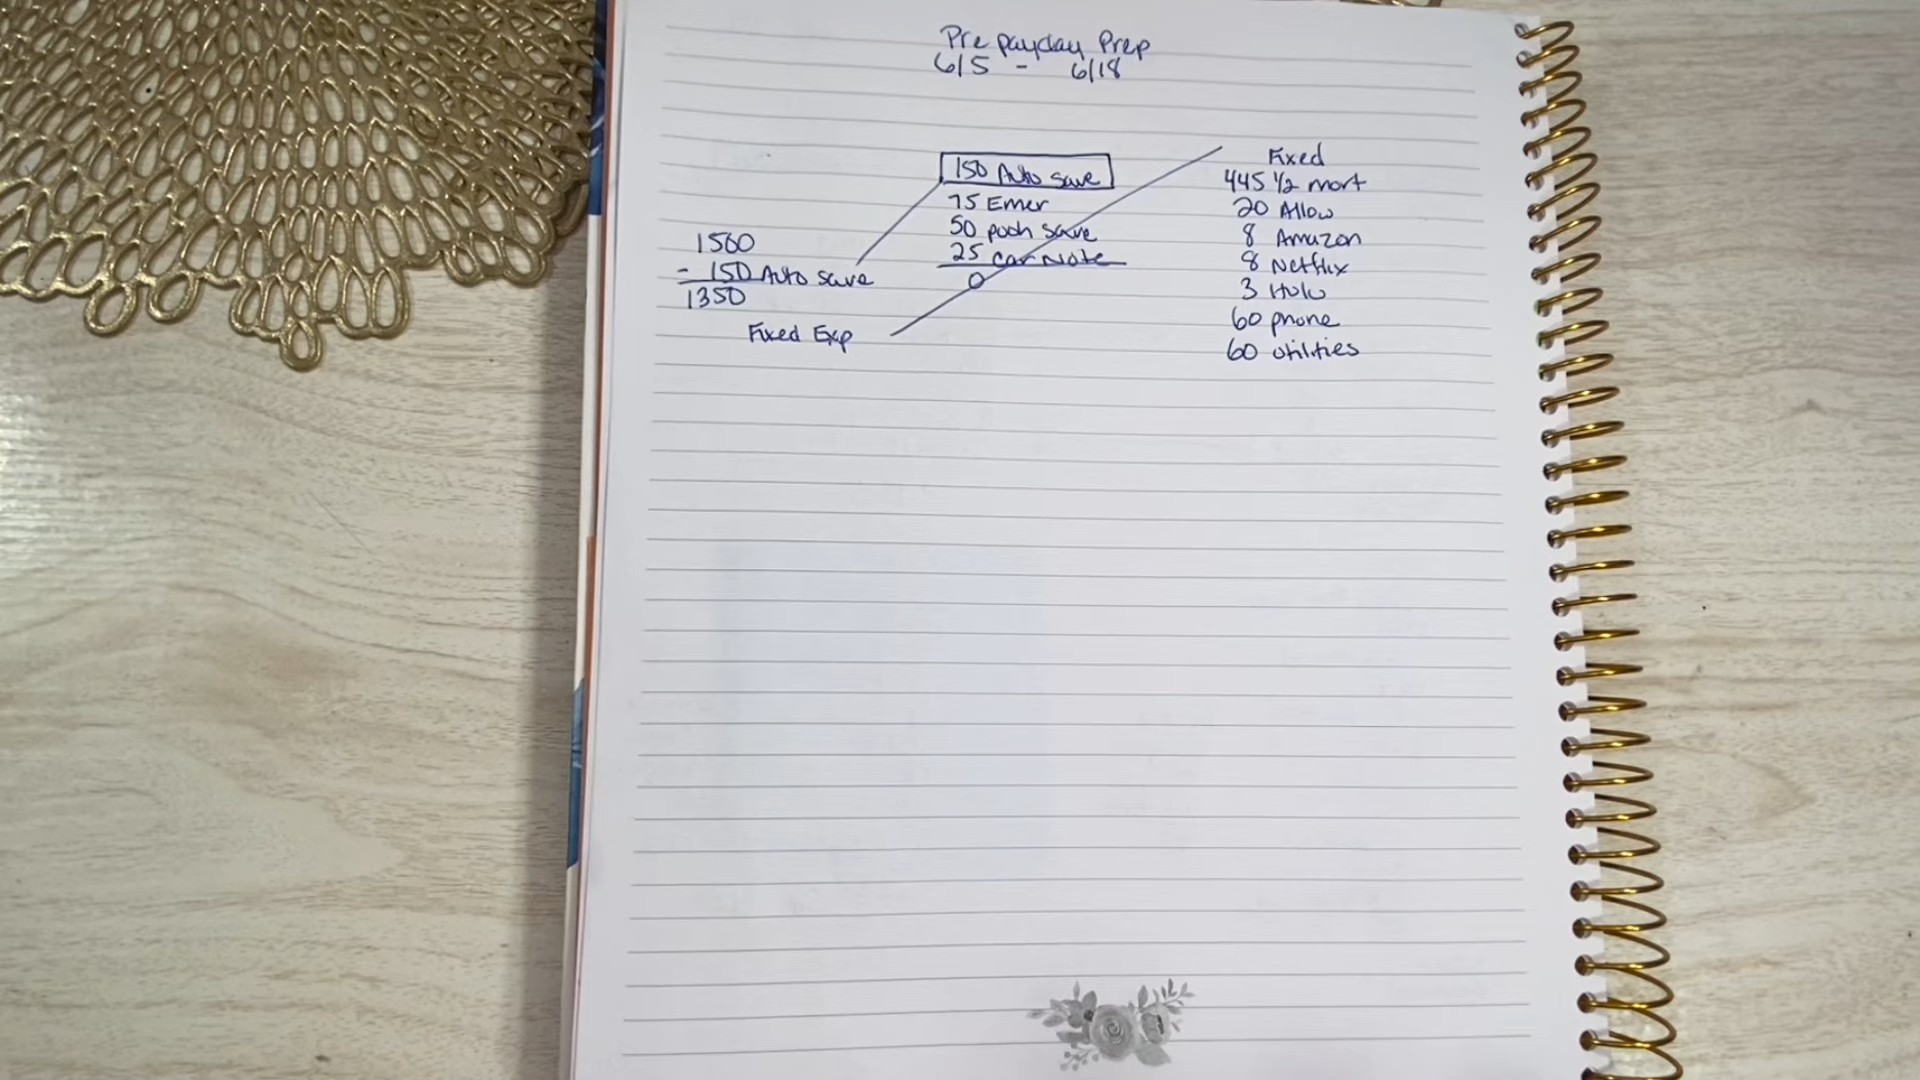 Pre payday Prep
6/5 - 6/18
1500
- 150 Auto save
1350
Fixed Exp
150 Auto save
75 Emer
50 pooh save
25 car Note
0
Fixed
445 1/2 mort
20 Allow
8 Amazon
8 Netflix
3 Hulu
60 phone
60 utilities